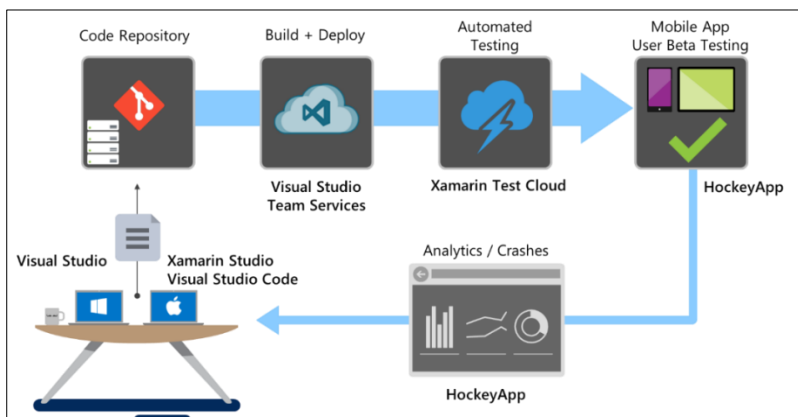 Code Repository
Build + Deploy
Automated
Testing
Mobile App
User Beta Testing
Visual Studio
Team Services
Xamarin Test Cloud
HockeyApp
Visual Studio
Xamarin Studio
Visual Studio Code
Analytics / Crashes
HockeyApp